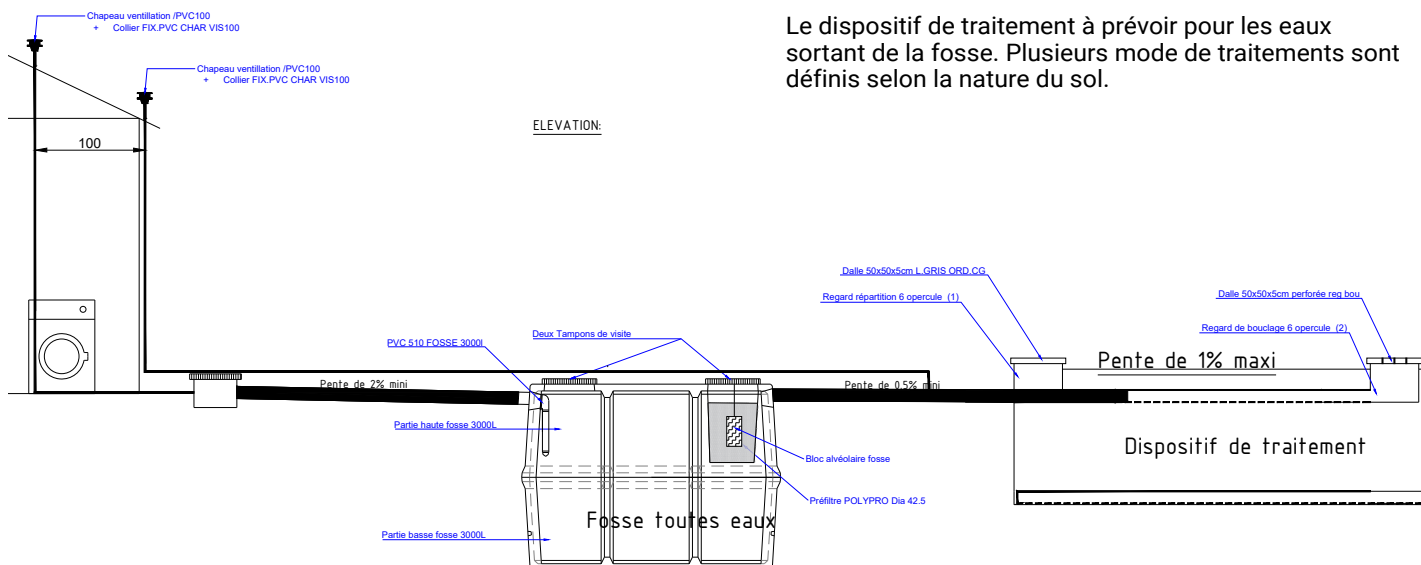 Chapeau ventillation /PVC100
+ Collier FIX.PVC CHAR VIS100
Le dispositif de traitement à prévoir pour les eaux
sortant de la fosse. Plusieurs mode de traitements sont
définis selon la nature du sol.
Chapeau ventillation /PVC100
+ Collier FIX.PVC CHAR VIS100
ELEVATION:
100
Dalle 50x50x5cm L.GRIS ORD.CG
Regard répartition 6 opercule (1)
Dalle 50x50x5cm perforée reg bou
Regard de bouclage 6 opercule (2)
PVC 510 FOSSE 3000l
Deux Tampons de visite
Pente de 1% maxi
Pente de 2% mini
Pente de 0.5% mini
Partie haute fosse 3000L
Dispositif de traitement
Bloc alvéolaire fosse
Préfiltre POLYPRO Dia 42.5
Fosse toutes eaux
Partie basse fosse 3000L